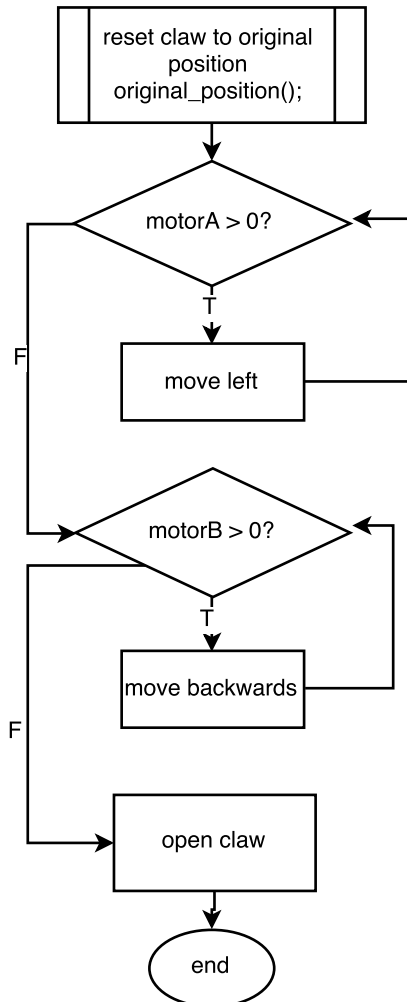 reset claw to original
position
original_position();
motorA > 0?
T
move left
F
motorB > 0?
T
move backwards
F
open claw
end